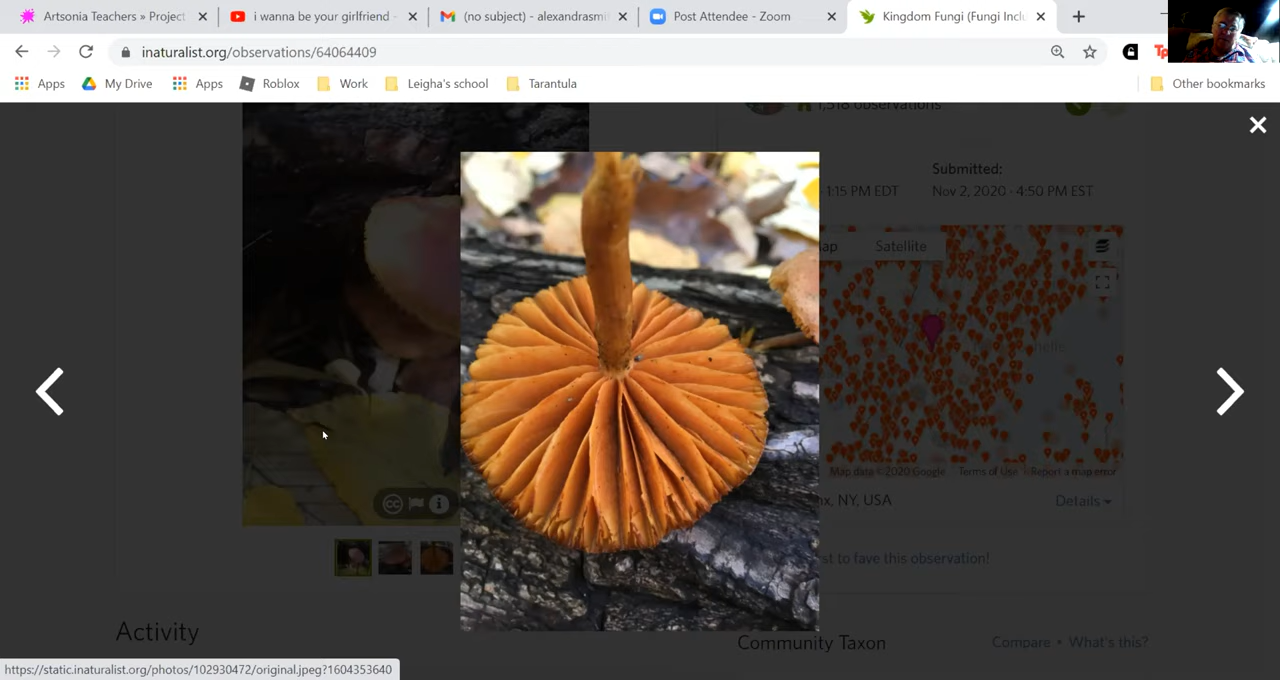 Artsonia Teachers » Project
i wanna be your girlfriend -
(no subject) - alexandrasmi
Post Attendee - Zoom
Kingdom Fungi (Fungi Inclu
inaturalist.org/observations/64064409
Apps
My Drive
Apps
Roblox
Work
Leigha's school
Tarantula
Other bookmarks
1,518 observations
Submitted:
1:15 PM EDT
Nov 2, 2020 · 4:50 PM EST
Satellite
Map data ©2020 Google
Terms of Use
Report a map error
NY, USA
Details
to fave this observation!
Activity
Community Taxon
Compare • What's this?
https://static.inaturalist.org/photos/102930472/original.jpeg?1604353640